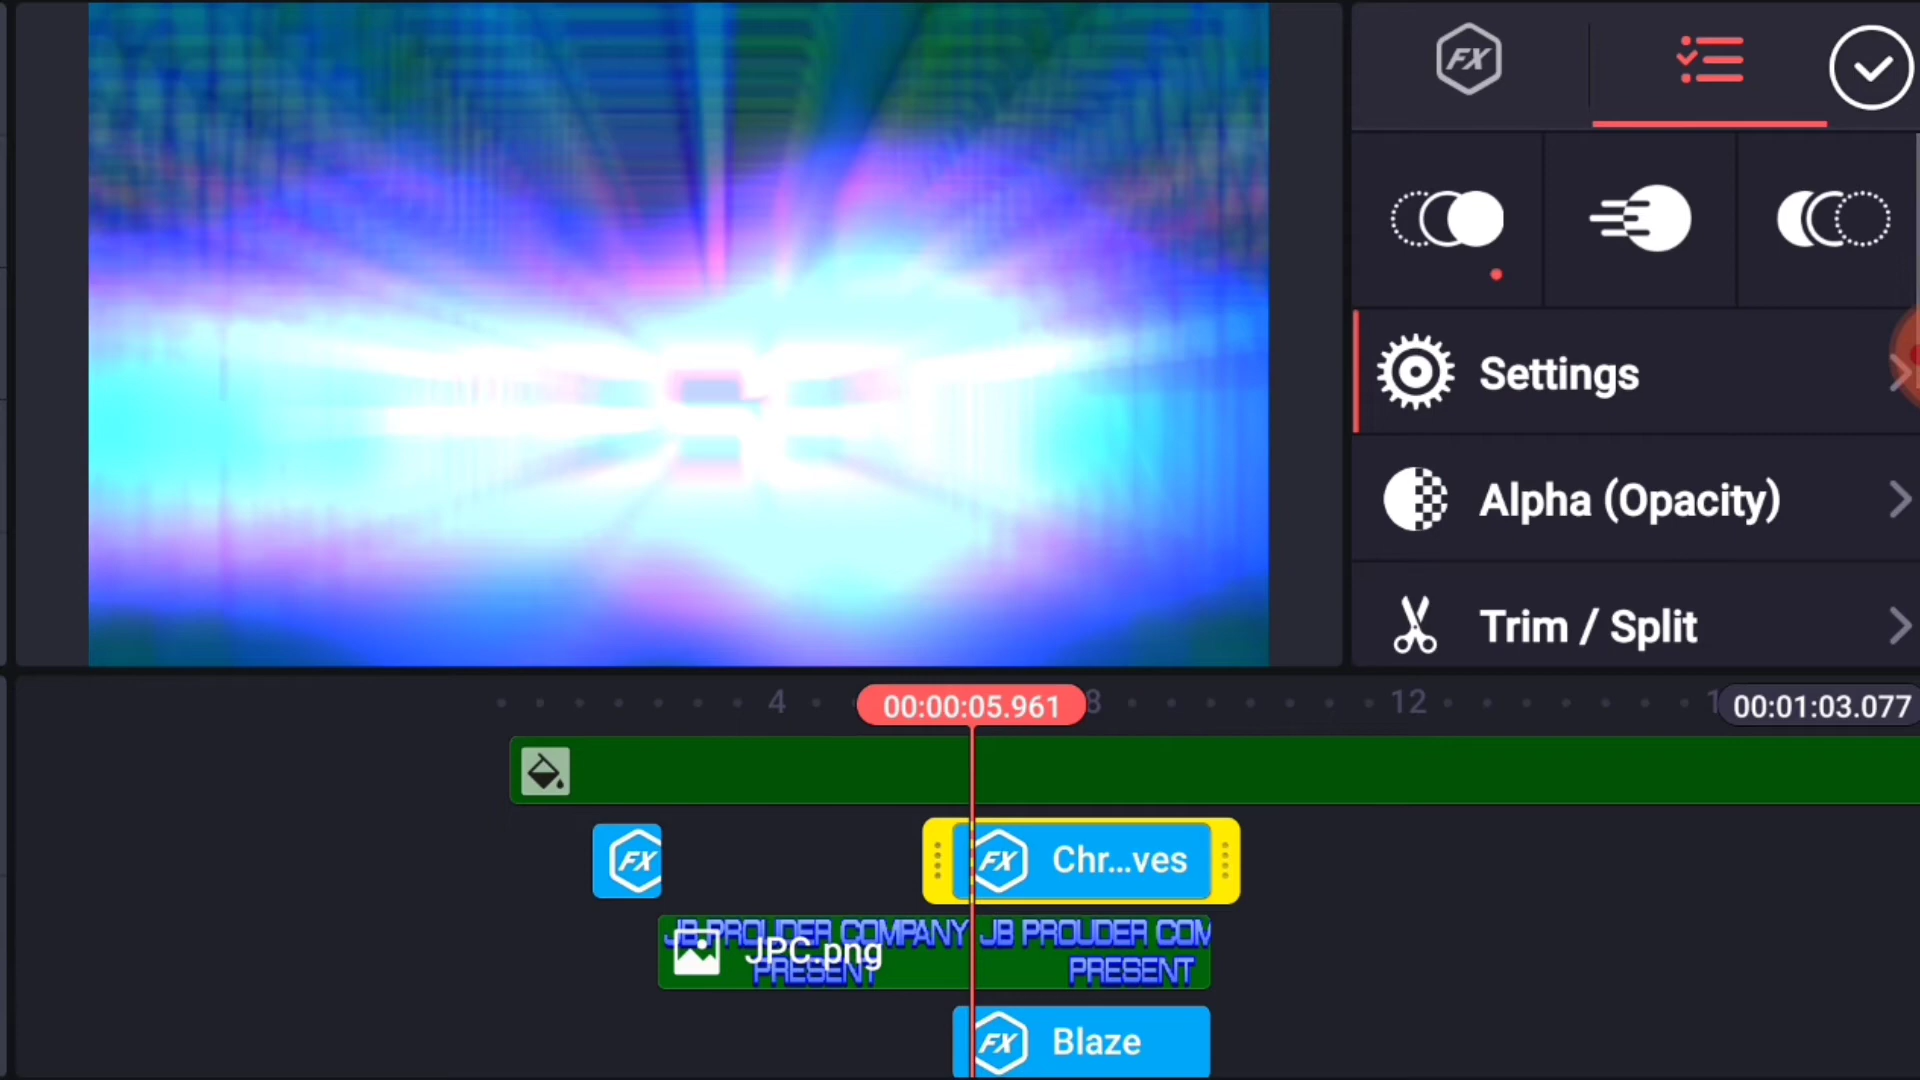 FX
Settings
Alpha (Opacity)
Trim / Split
4
00:00:05.961
8
12
1
00:01:03.077
FX
FX
Chr...ves
JB PROUDER COMPANY
JB PROUDER COM
JPC.png
PRESENT
PRESENT
FX
Blaze